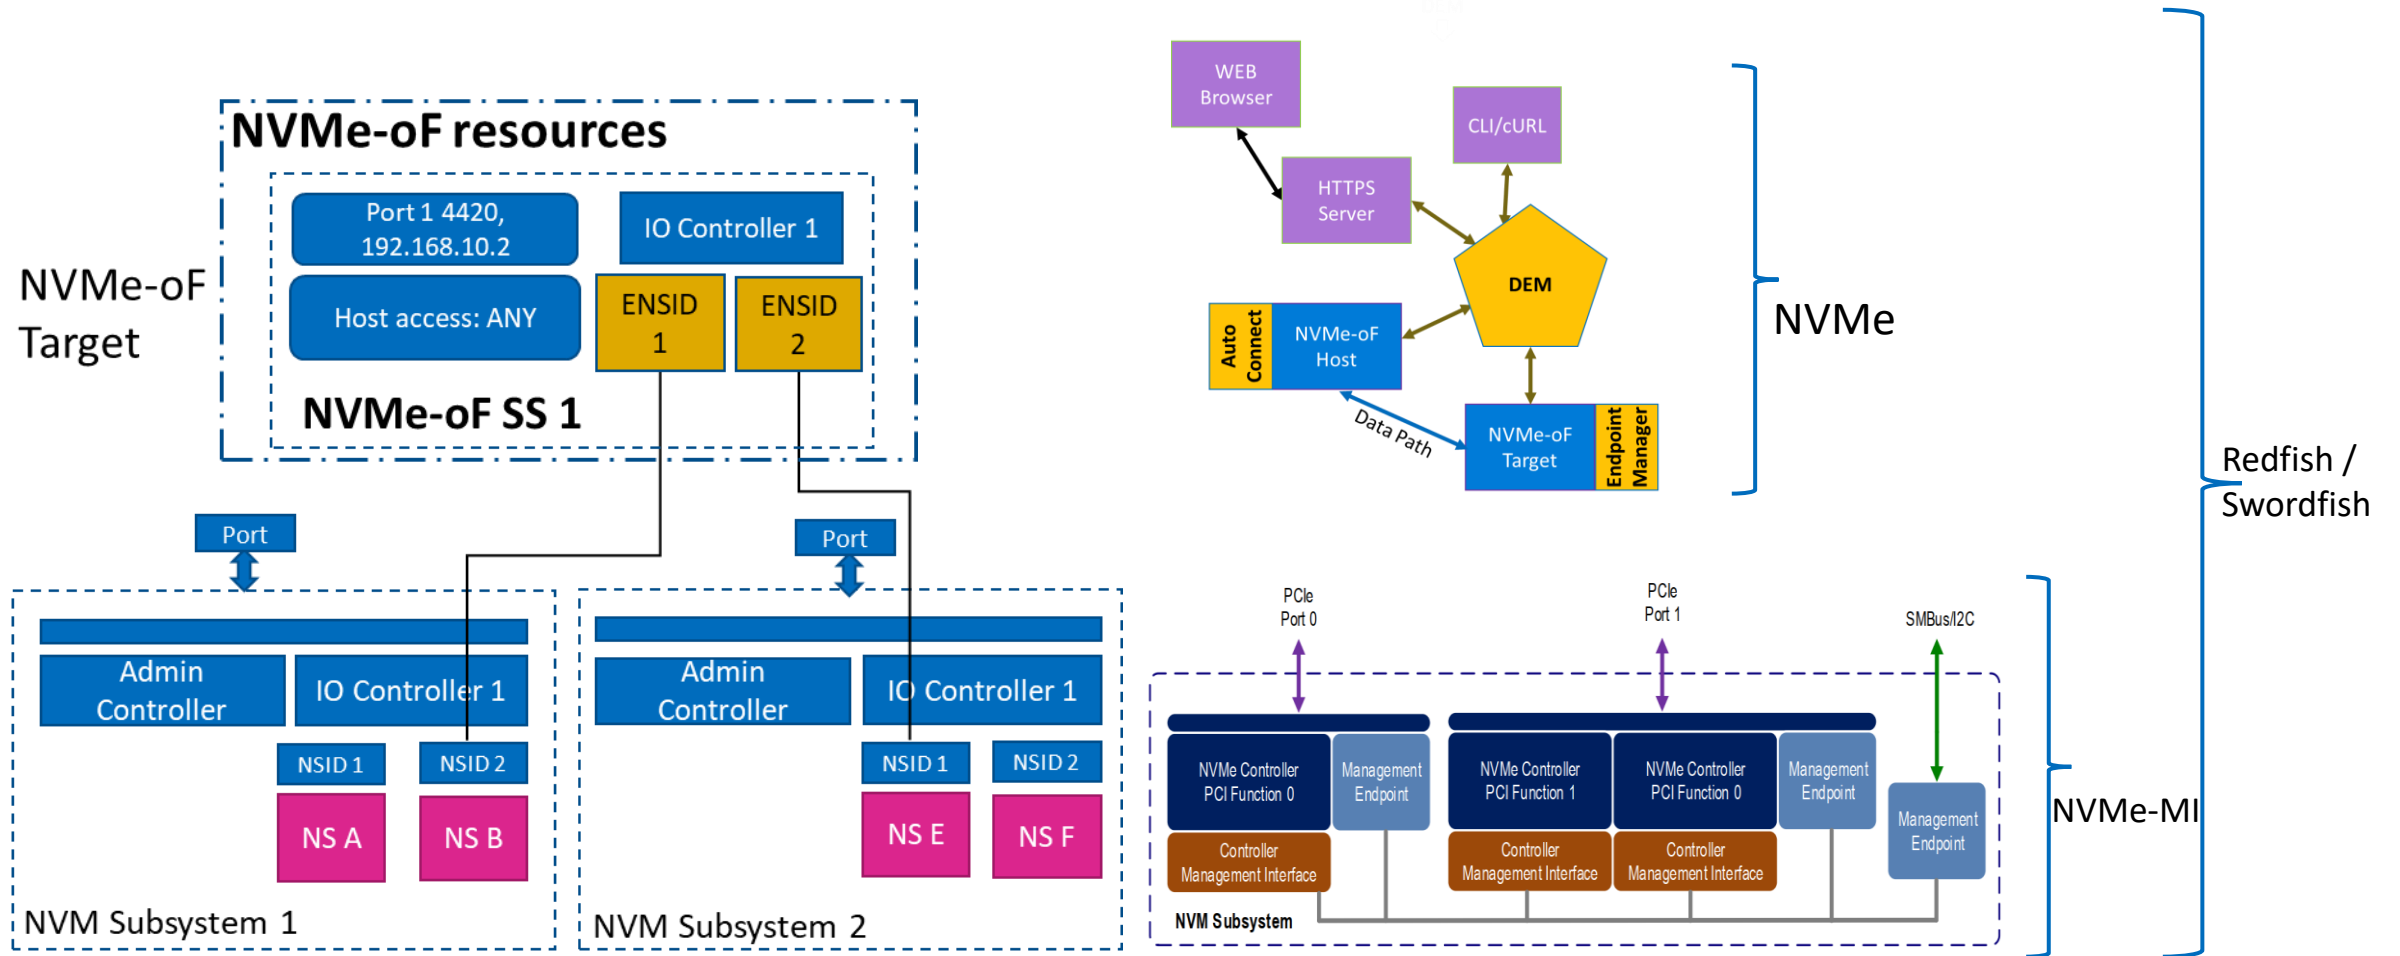 NVMe-oF
Target
NVMe-oF resources
Port 1 4420,
192.168.10.2
IO Controller 1
Host access: ANY
ENSID
1
ENSID
2
NVMe-oF SS 1
Port
Admin
Controller
IO Controller 1
NSID 1
NSID 2
NS A
NS B
NVM Subsystem 1
Port
Admin
Controller
IO Controller 1
NSID 1
NSID 2
NS E
NS F
NVM Subsystem 2
WEB
Browser
CLI/cURL
HTTPS
Server
DEM
Auto
Connect
NVMe-oF
Host
Data Path
NVMe-oF
Target
Endpoint
Manager
NVMe
PCIe
Port 0
PCIe
Port 1
SMBus/I2C
NVMe Controller
PCI Function 0
Management
Endpoint
NVMe Controller
PCI Function 1
NVMe Controller
PCI Function 0
Management
Endpoint
Management
Endpoint
Controller
Management Interface
Controller
Management Interface
Controller
Management Interface
NVM Subsystem
NVMe-MI
Redfish /
Swordfish